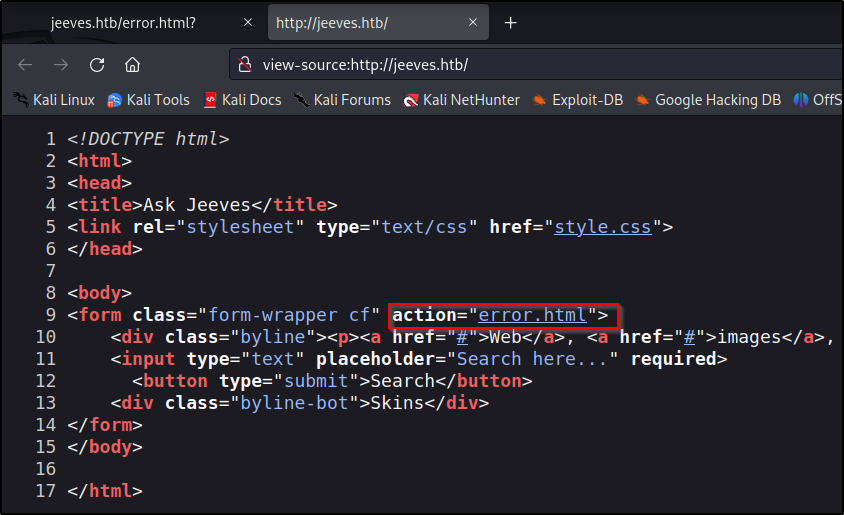 jeeves.htb/error.html? × http://jeeves.htb/ × +
view-source:http://jeeves.htb/
Kali Linux Kali Tools Kali Docs Kali Forums Kali NetHunter Exploit-DB Google Hacking DB OffS
1 <!DOCTYPE html>
2 <html>
3 <head>
4 <title>Ask Jeeves</title>
5 <link rel="stylesheet" type="text/css" href="style.css">
6 </head>
7
8 <body>
9 <form class="form-wrapper cf" action="error.html">
10     <div class="byline"><p><a href="#">Web</a>, <a href="#">images</a>,
11     <input type="text" placeholder="Search here..." required>
12       <button type="submit">Search</button>
13     <div class="byline-bot">Skins</div>
14 </form>
15 </body>
16
17 </html>